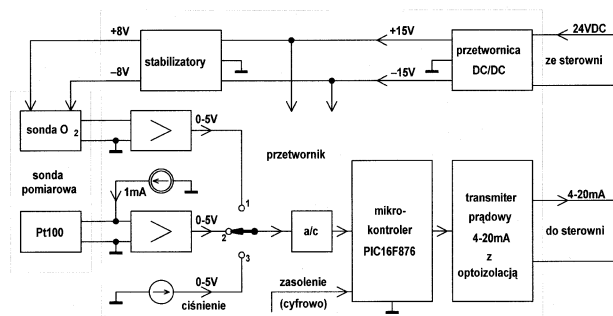 +8V
–8V
stabilizatory
+15V
–15V
przetwornica
DC/DC
24VDC
ze sterowni
sonda O2
0-5V
sonda
pomiarowa
1mA
przetwornik
Pt100
0-5V
1
2
3
a/c
mikro-
kontroler
PIC16F876
transmiter
prądowy
4-20mA
z
optoizolacją
4-20mA
do sterowni
0-5V
ciśnienie
zasolenie
(cyfrowo)